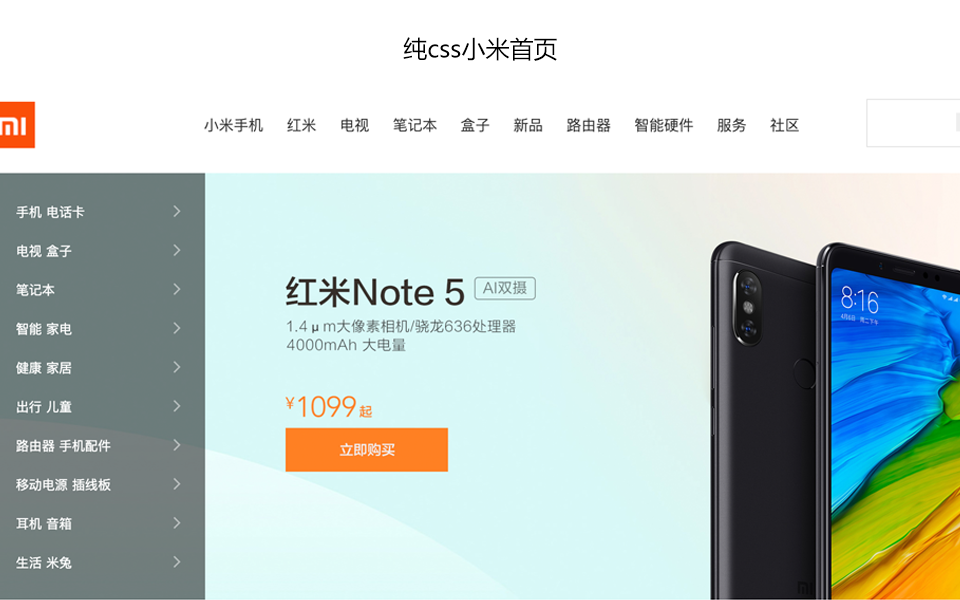 纯css小米首页
mi
小米手机 红米 电视 笔记本 盒子 新品 路由器 智能硬件 服务 社区
手机 电话卡
电视 盒子
笔记本
智能 家电
健康 家居
出行 儿童
路由器 手机配件
移动电源 插线板
耳机 音箱
生活 米兔
红米Note 5 AI双摄
1.4μm大像素相机/骁龙636处理器
4000mAh 大电量
¥1099起
立即购买
8:16
mi